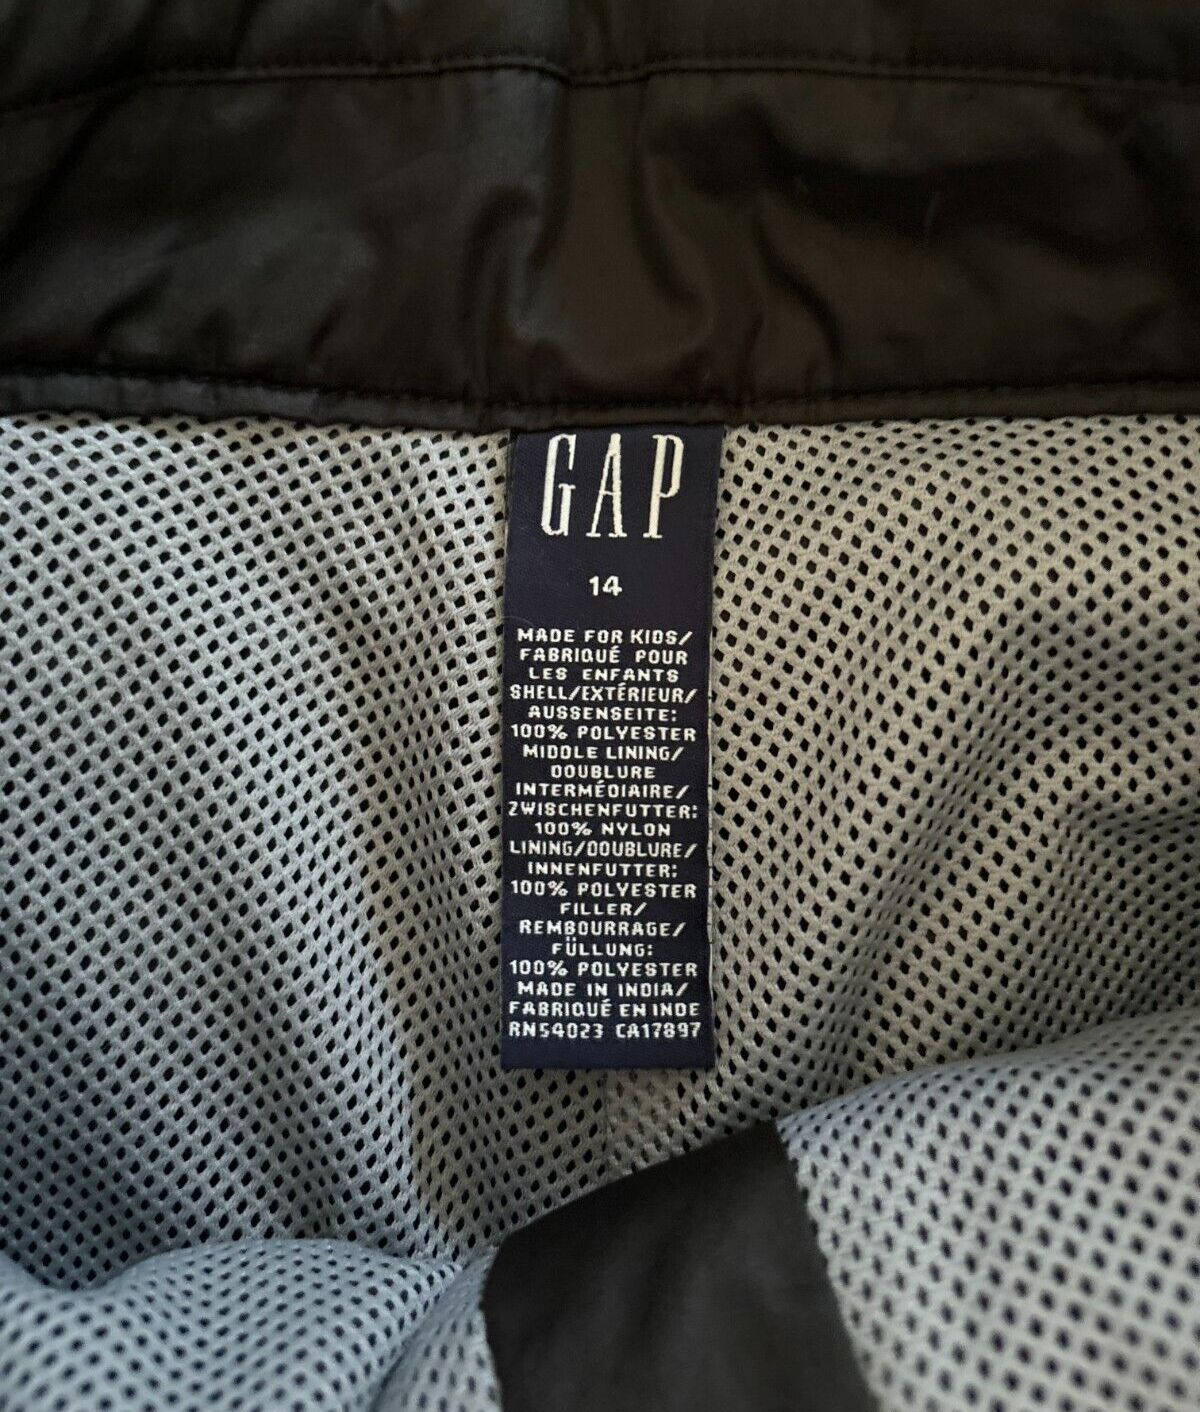 GAP
14
MADE FOR KIDS/
FABRIQUÉ POUR
LES ENFANTS
SHELL/EXTÉRIEUR/
AUSSENSEITE:
100% POLYESTER
MIDDLE LINING/
DOUBLURE
INTERMÉDIAIRE/
ZWISCHENFUTTER:
100% NYLON
LINING/DOUBLURE/
INNENFUTTER:
100% POLYESTER
FILLER/
REMBOURRAGE/
FÜLLUNG:
100% POLYESTER
MADE IN INDIA/
FABRIQUÉ EN INDE
RN54023 CA17897